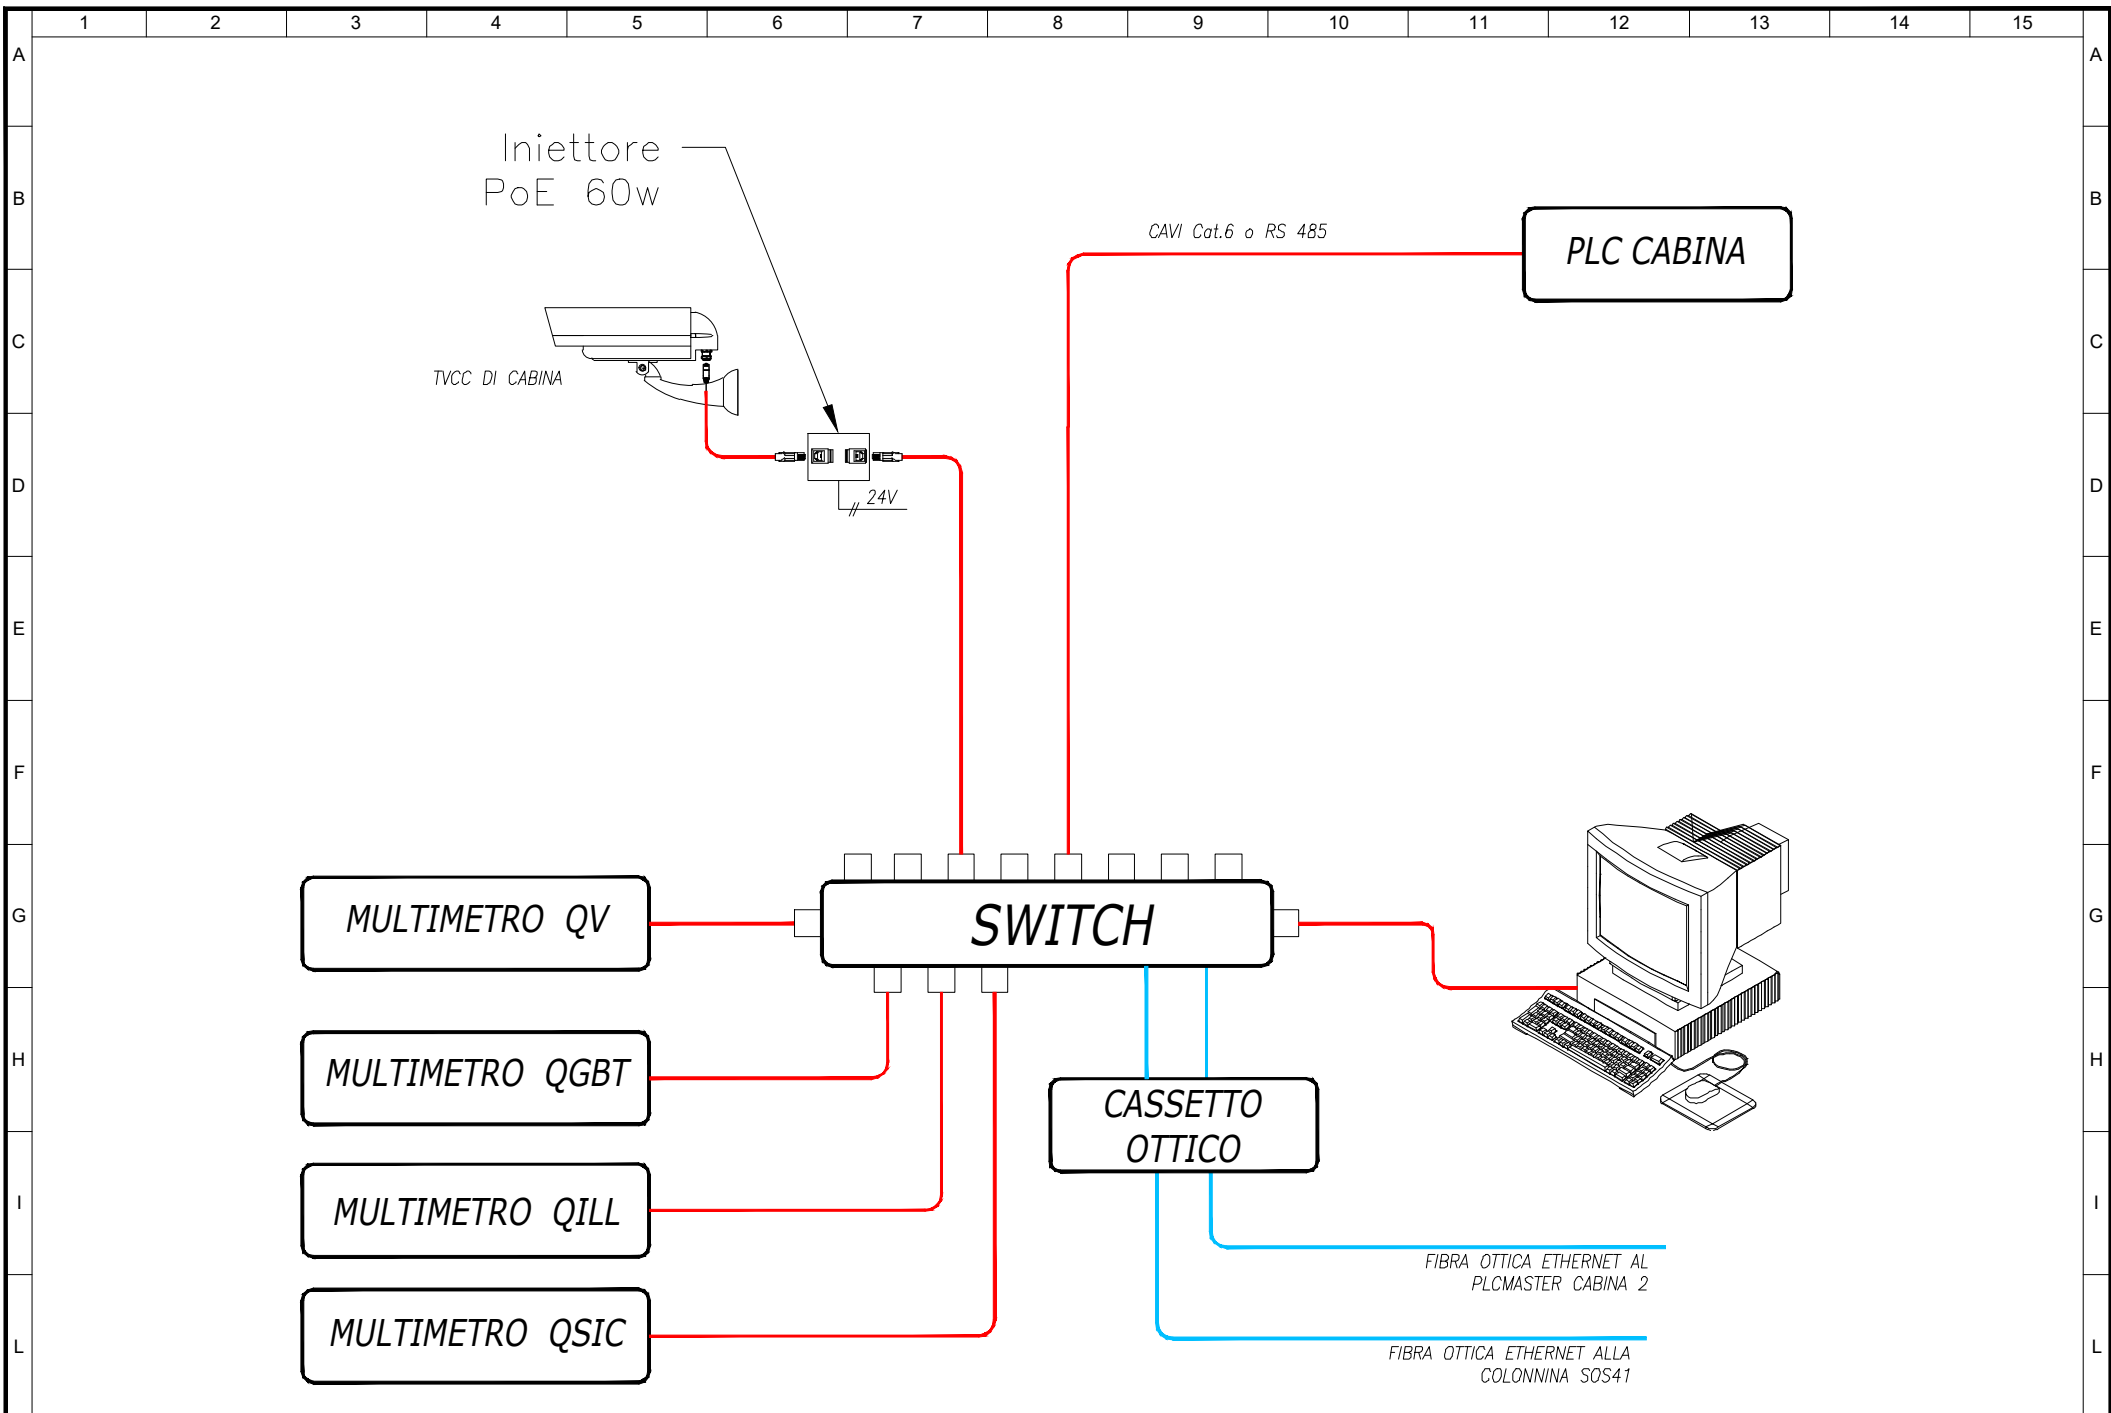 1 2 3 4 5 6 7 8 9 10 11 12 13 14 15
A A
Iniettore
PoE 60w
B B
CAVI Cat.6 o RS 485
PLC CABINA
C C
TVCC DI CABINA
D D
24V
E E
F F
G G
MULTIMETRO QV
SWITCH
H H
MULTIMETRO QGBT
CASSETTO
OTTICO
I I
MULTIMETRO QILL
FIBRA OTTICA ETHERNET AL
PLCMASTER CABINA 2
MULTIMETRO QSIC
L L
FIBRA OTTICA ETHERNET ALLA
COLONNINA SOS41